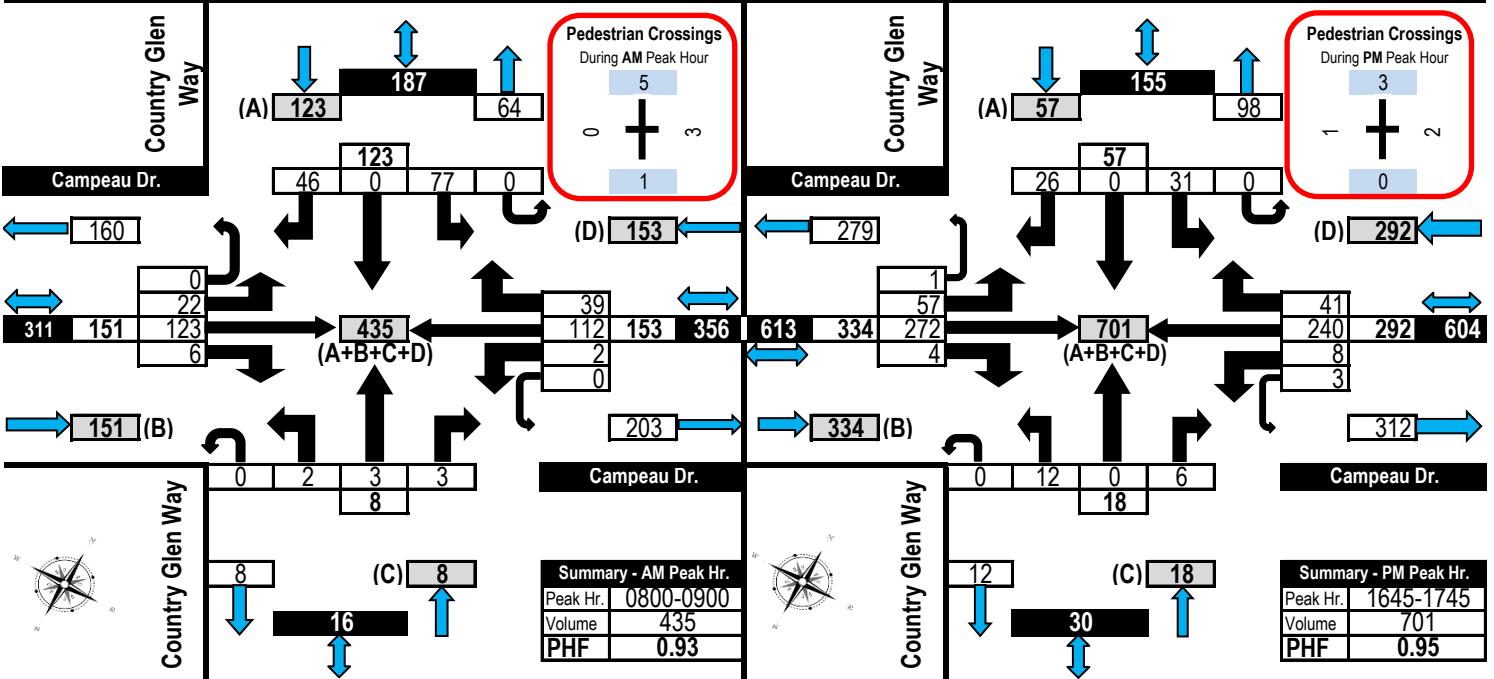 Country Glen
Way
187
(A) 123
64
Pedestrian Crossings
During AM Peak Hour
5
0
3
1
123
46 0 77 0
Campeau Dr.
160
(D) 153
0
22
311 151 123
6
435
(A+B+C+D)
39
112 153 356
2
0
151 (B)
203
0 2 3 3
8
Campeau Dr.
Country Glen Way
8
(C) 8
16
Summary - AM Peak Hr.
Peak Hr. 0800-0900
Volume 435
PHF 0.93
Country Glen
Way
155
(A) 57
98
Pedestrian Crossings
During PM Peak Hour
3
1
2
0
57
26 0 31 0
Campeau Dr.
279
(D) 292
1
57
613 334 272
4
701
(A+B+C+D)
41
240 292 604
8
3
334 (B)
312
0 12 0 6
18
Campeau Dr.
Country Glen Way
12
(C) 18
30
Summary - PM Peak Hr.
Peak Hr. 1645-1745
Volume 701
PHF 0.95